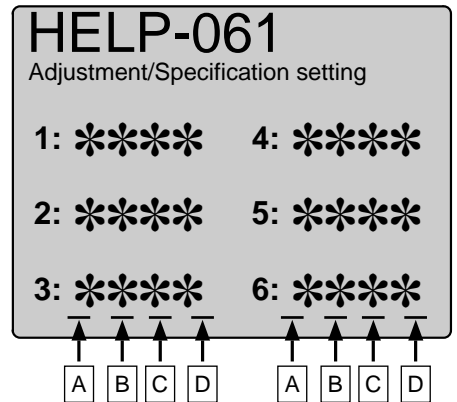 HELP-061
Adjustment/Specification setting
1: **** 4: ****
2: **** 5: ****
3: **** 6: ****
A B C D A B C D